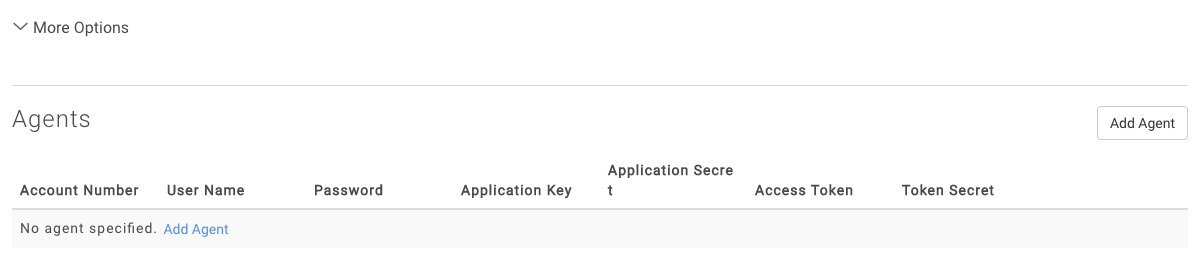 More Options
Agents
Add Agent
Account Number User Name Password Application Key Application Secre
t Access Token Token Secret
No agent specified. Add Agent